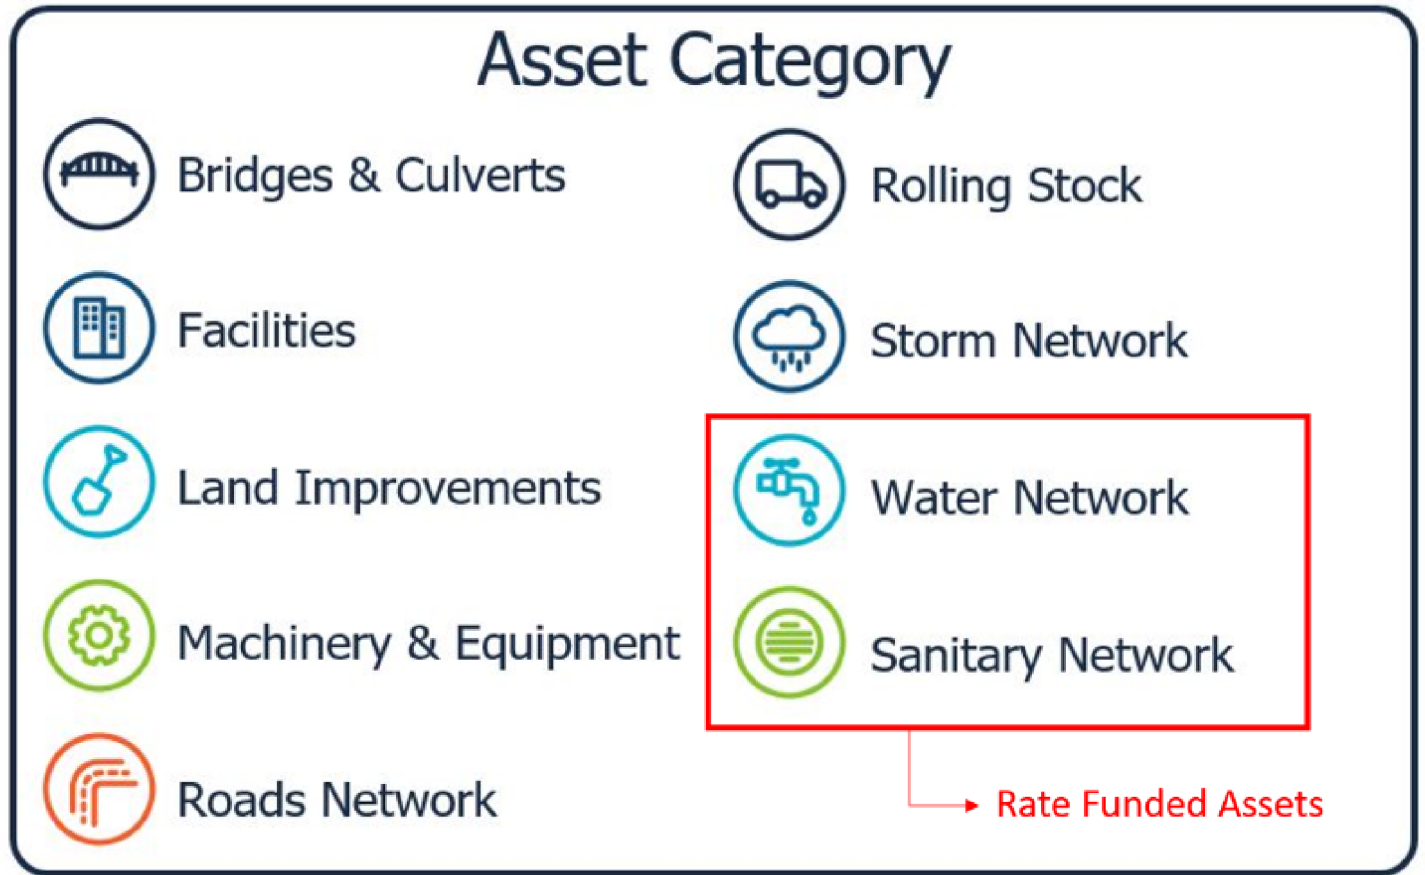 Asset Category
Bridges & Culverts
Facilities
Land Improvements
Machinery & Equipment
Roads Network
Rolling Stock
Storm Network
Water Network
Sanitary Network
Rate Funded Assets